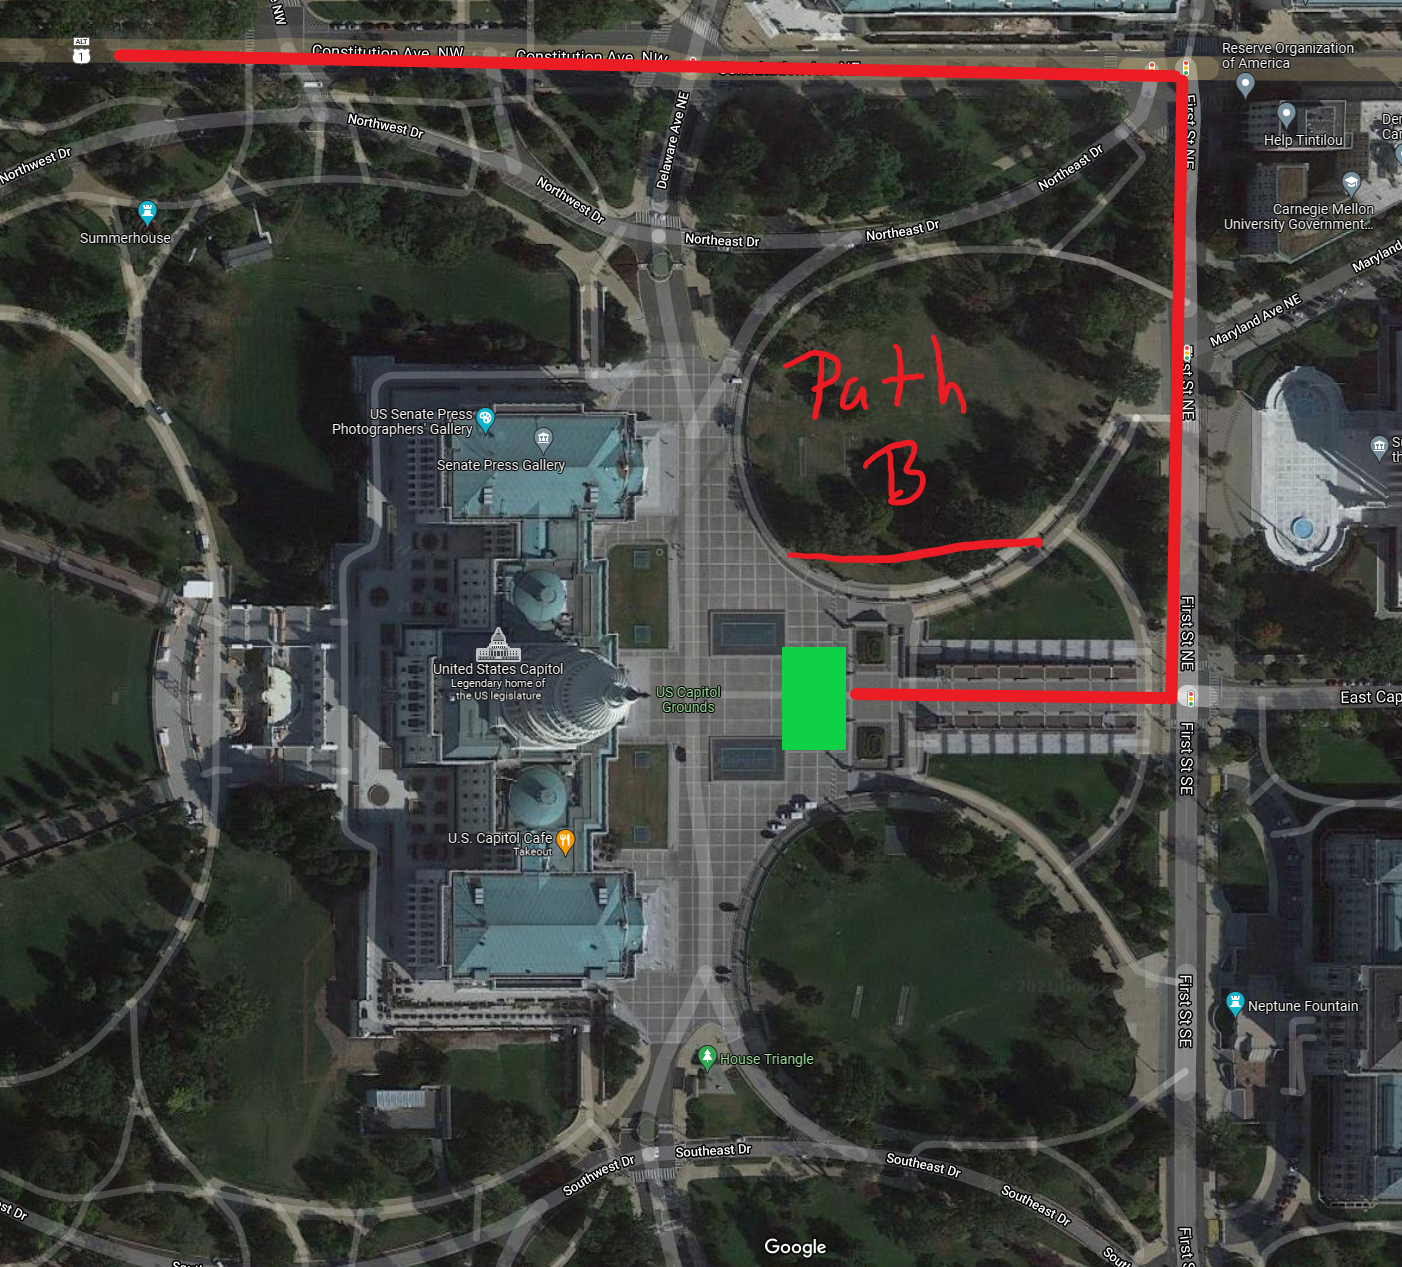 ALT
1
Constitution Ave. NW
Constitution Ave. NW
Reserve Organization
of America
First St NE
Help Tintilou
Northwest Dr
Northwest Dr
Delaware Ave NE
Northeast Dr
Northwest Dr
Carnegie Mellon
University Government...
Summerhouse
Northeast Dr
Northeast Dr
Maryland
Maryland Ave NE
Path
B
First St NE
US Senate Press
Photographers' Gallery
Senate Press Gallery
First St NE
United States Capitol
Legendary home of
the US legislature
US Capitol
Grounds
East Cap
First St SE
U.S. Capitol Cafe
Takeout
First St SE
Neptune Fountain
House Triangle
Southeast Dr
Southwest Dr
Southeast Dr
Southeast Dr
Google
First S